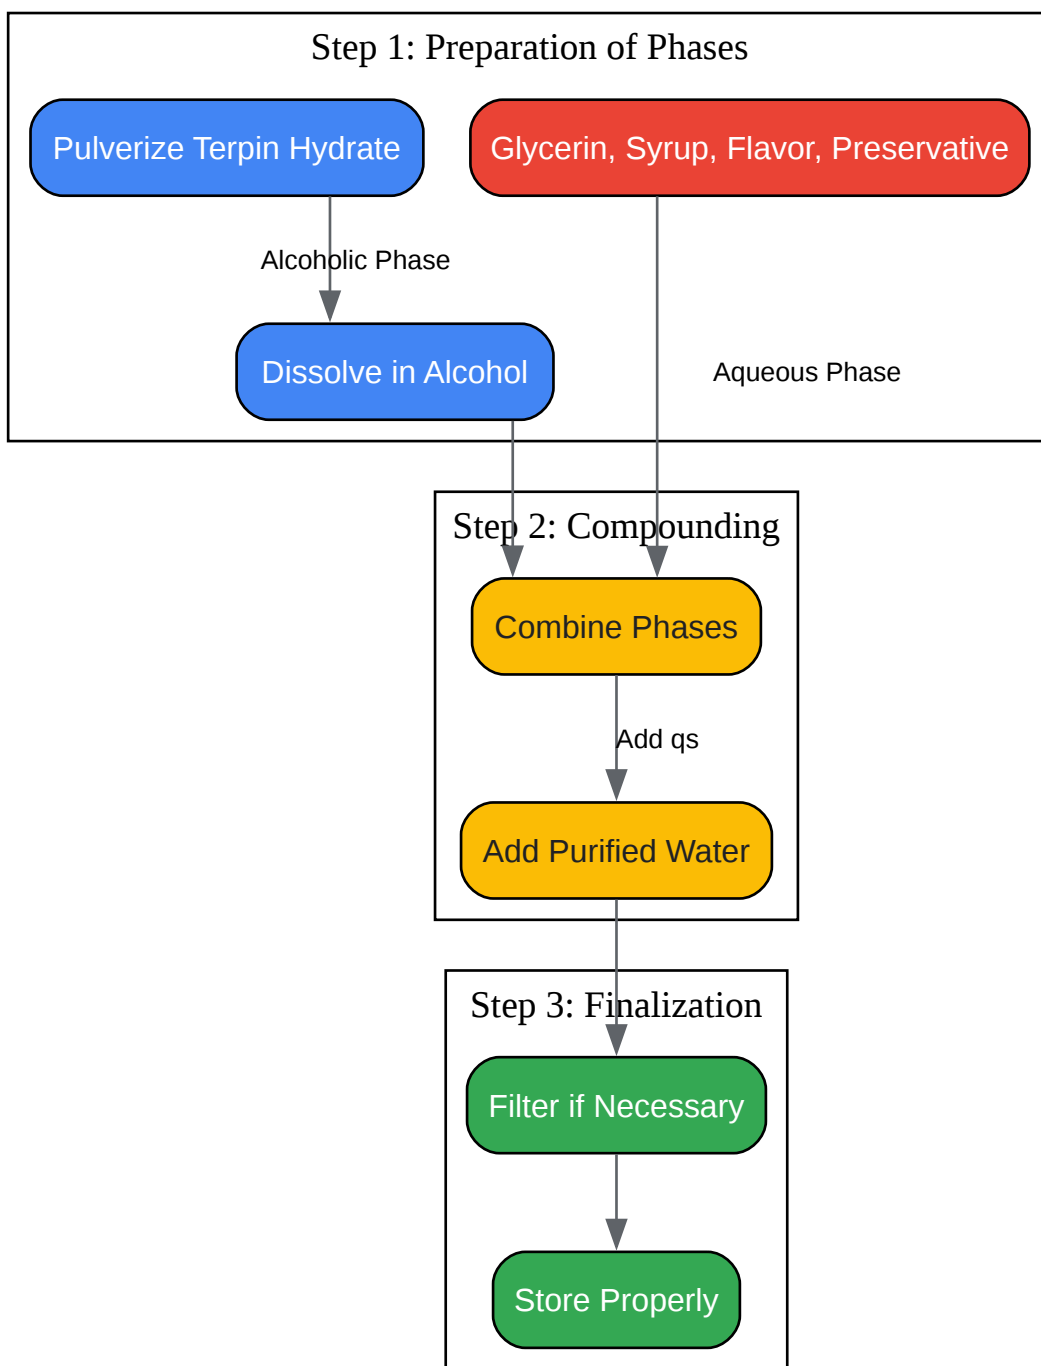 Step 1: Preparation of Phases
Pulverize Terpin Hydrate
Glycerin, Syrup, Flavor, Preservative
Alcoholic Phase
Dissolve in Alcohol
Aqueous Phase
Step 2: Compounding
Combine Phases
Add qs
Add Purified Water
Step 3: Finalization
Filter if Necessary
Store Properly